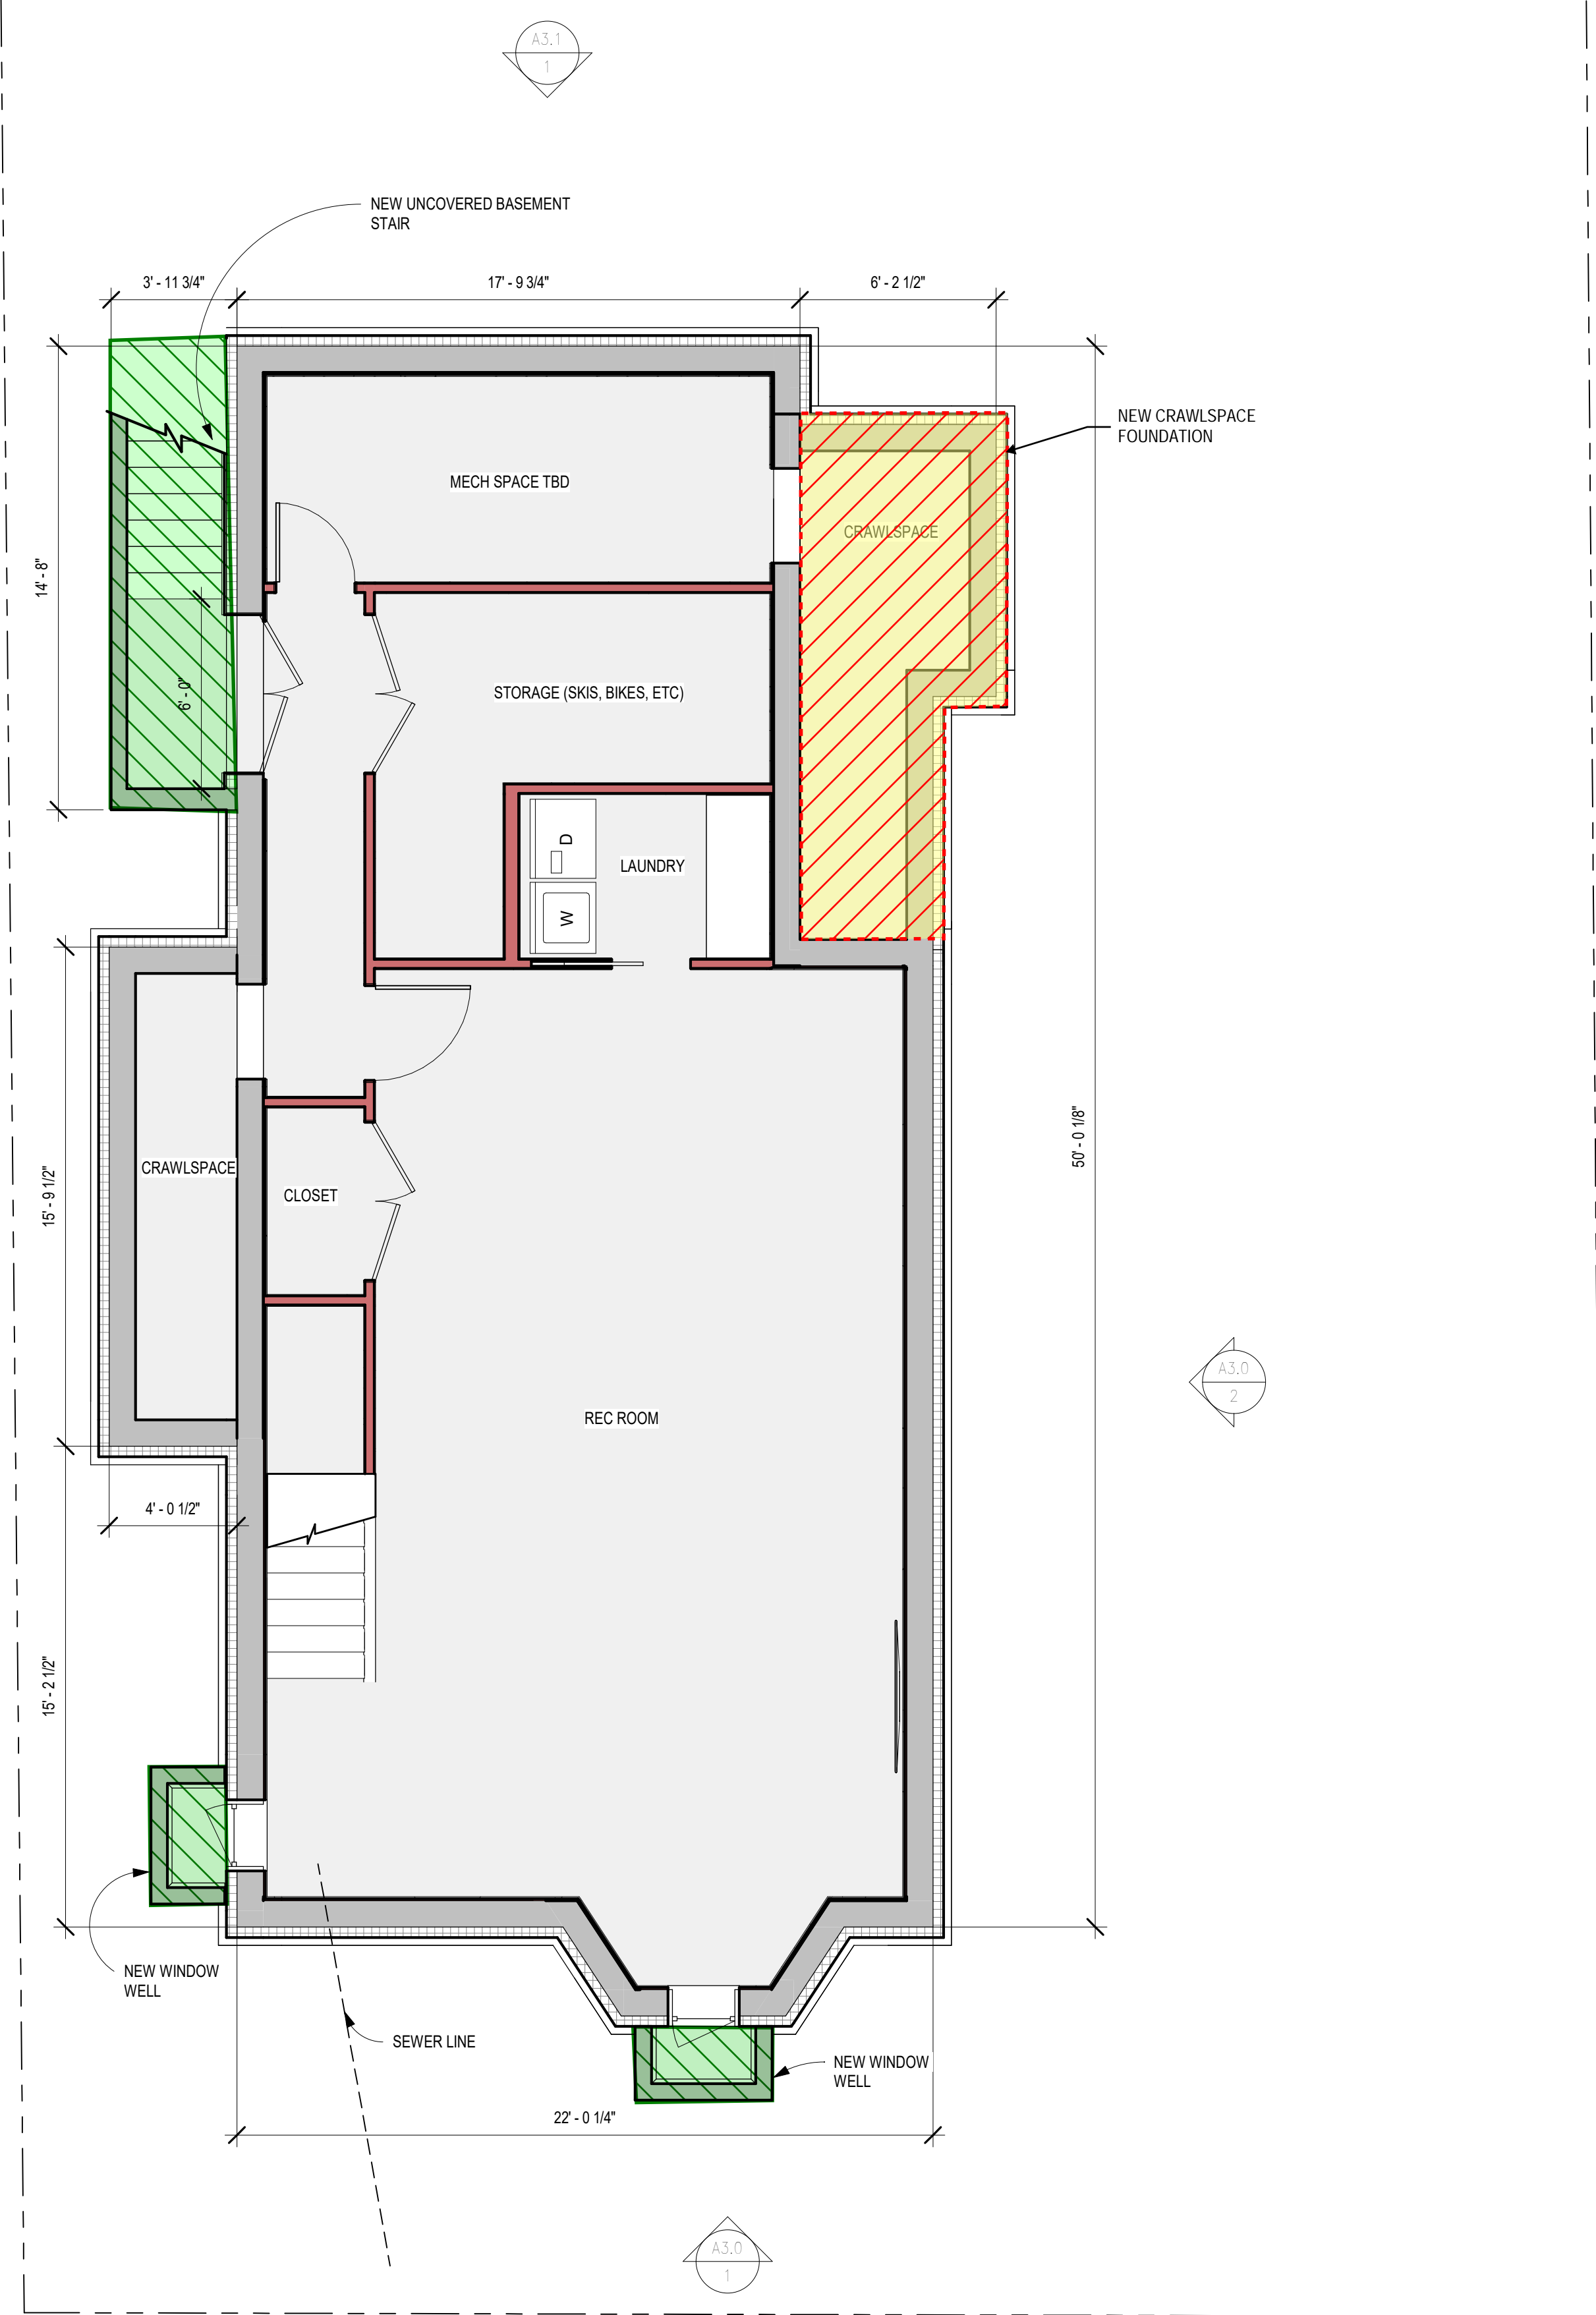 A3.1
1
NEW UNCOVERED BASEMENT
STAIR
3' - 11 3/4"
17' - 9 3/4"
6' - 2 1/2"
NEW CRAWLSPACE
FOUNDATION
MECH SPACE TBD
CRAWLSPACE
14' - 8"
6' - 0"
STORAGE (SKIS, BIKES, ETC)
D
LAUNDRY
W
50' - 0 1/8"
CRAWLSPACE
CLOSET
15' - 9 1/2"
A3.0
2
REC ROOM
4' - 0 1/2"
15' - 2 1/2"
NEW WINDOW
WELL
SEWER LINE
NEW WINDOW
WELL
22' - 0 1/4"
A3.0
1